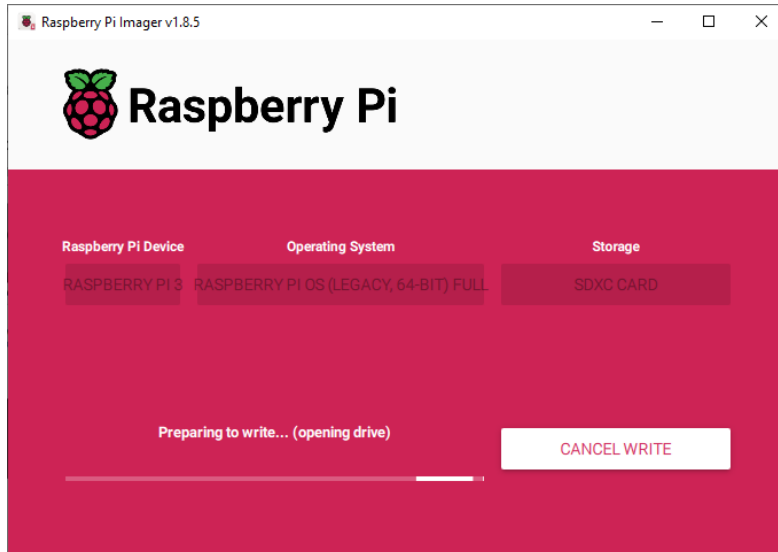 Raspberry Pi Imager v1.8.5
Raspberry Pi
Raspberry Pi Device
Operating System
Storage
RASPBERRY PI 3
RASPBERRY PI OS (LEGACY, 64-BIT) FULL
SDXC CARD
Preparing to write... (opening drive)
CANCEL WRITE